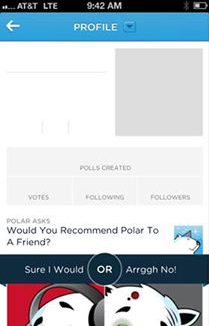 AT&T LTE 9:42 AM
PROFILE
POLLS CREATED
VOTES FOLLOWING FOLLOWERS
POLAR ASKS
Would You Recommend Polar To
A Friend?
Sure I Would OR Arrggh No!